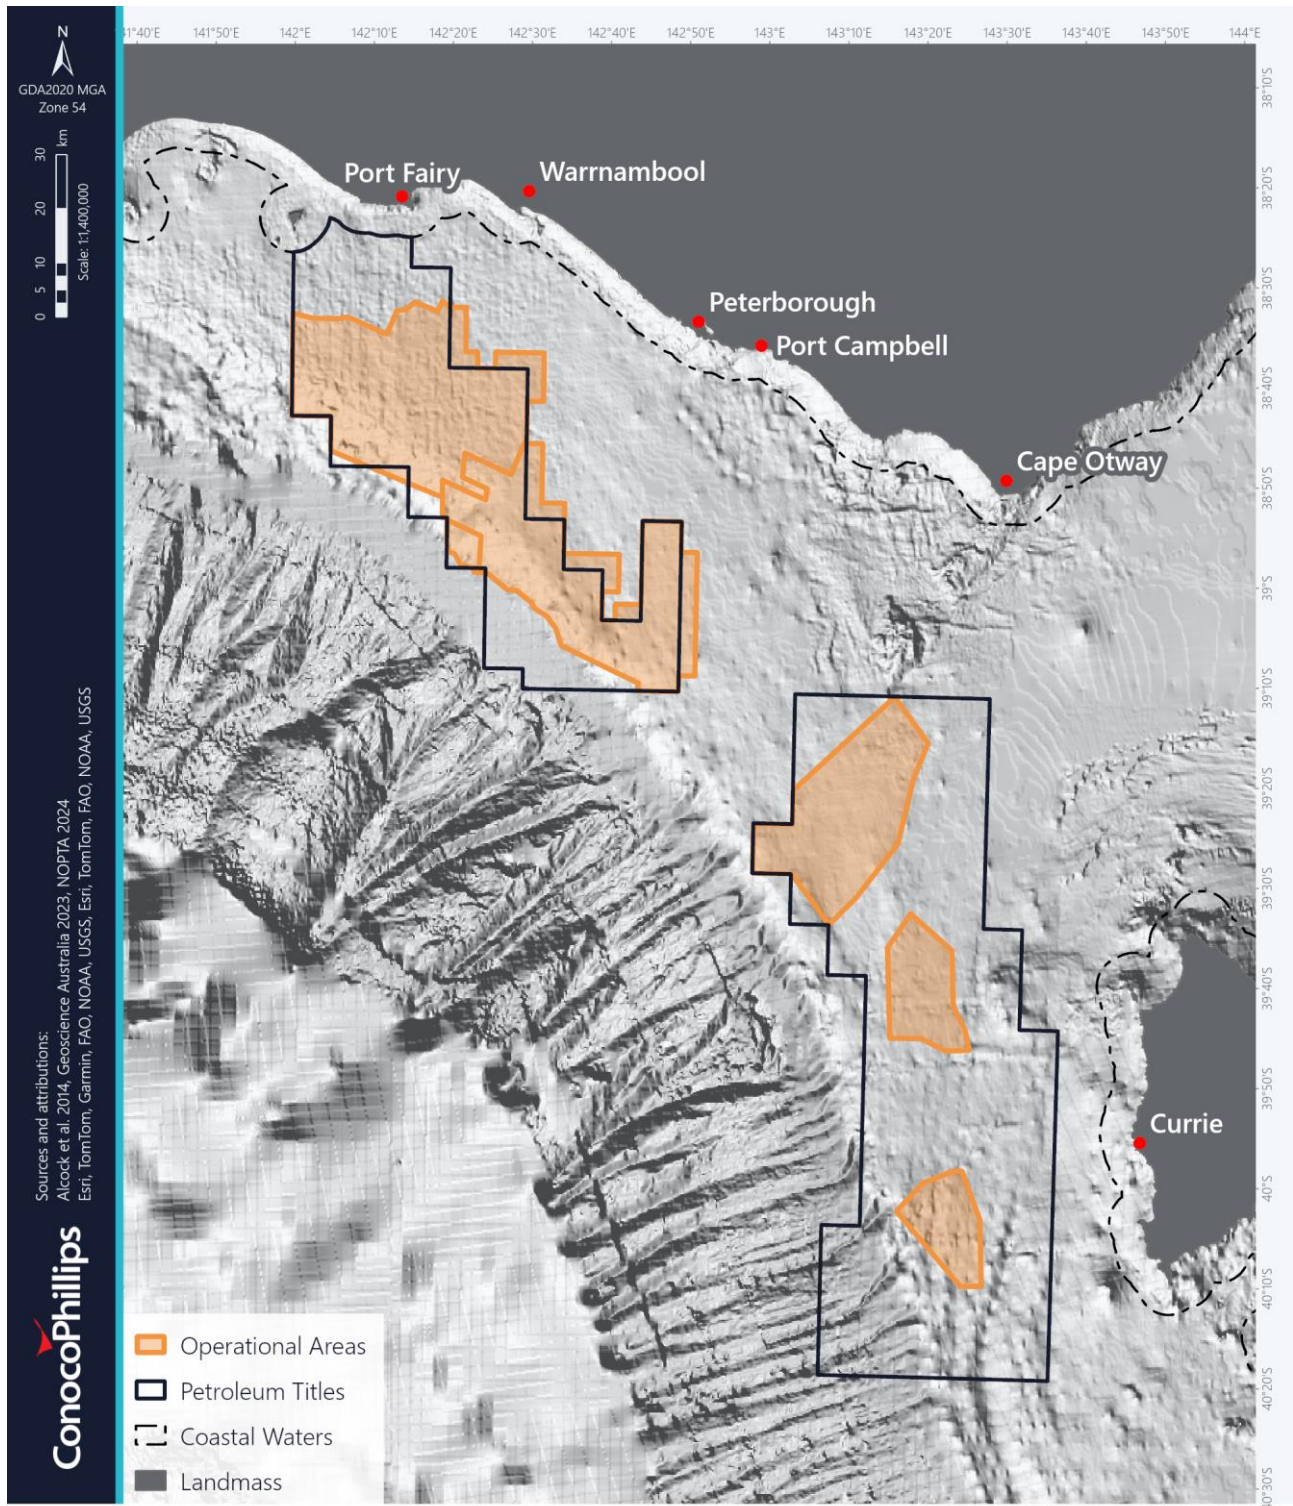 41°40'E 141°50'E 142°E 142°10'E 142°20'E 142°30'E 142°40'E 142°50'E 143°E 143°10'E 143°20'E 143°30'E 143°40'E 143°50'E 144°E
N
GDA2020 MGA
Zone 54
0 5 10 20 30 km
Scale: 1:1,400,000
Port Fairy
Warrnambool
Peterborough
Port Campbell
Cape Otway
Currie
38°10'S
38°20'S
38°30'S
38°40'S
38°50'S
39°S
39°10'S
39°20'S
39°30'S
39°40'S
39°50'S
40°S
40°10'S
40°20'S
0°30'S
Sources and attributions:
Alcock et al. 2014, Geoscience Australia 2023, NOPTA 2024
Esri, TomTom, Garmin, FAO, NOAA, USGS, Esri, TomTom, FAO, NOAA, USGS
ConocoPhillips
Operational Areas
Petroleum Titles
Coastal Waters
Landmass